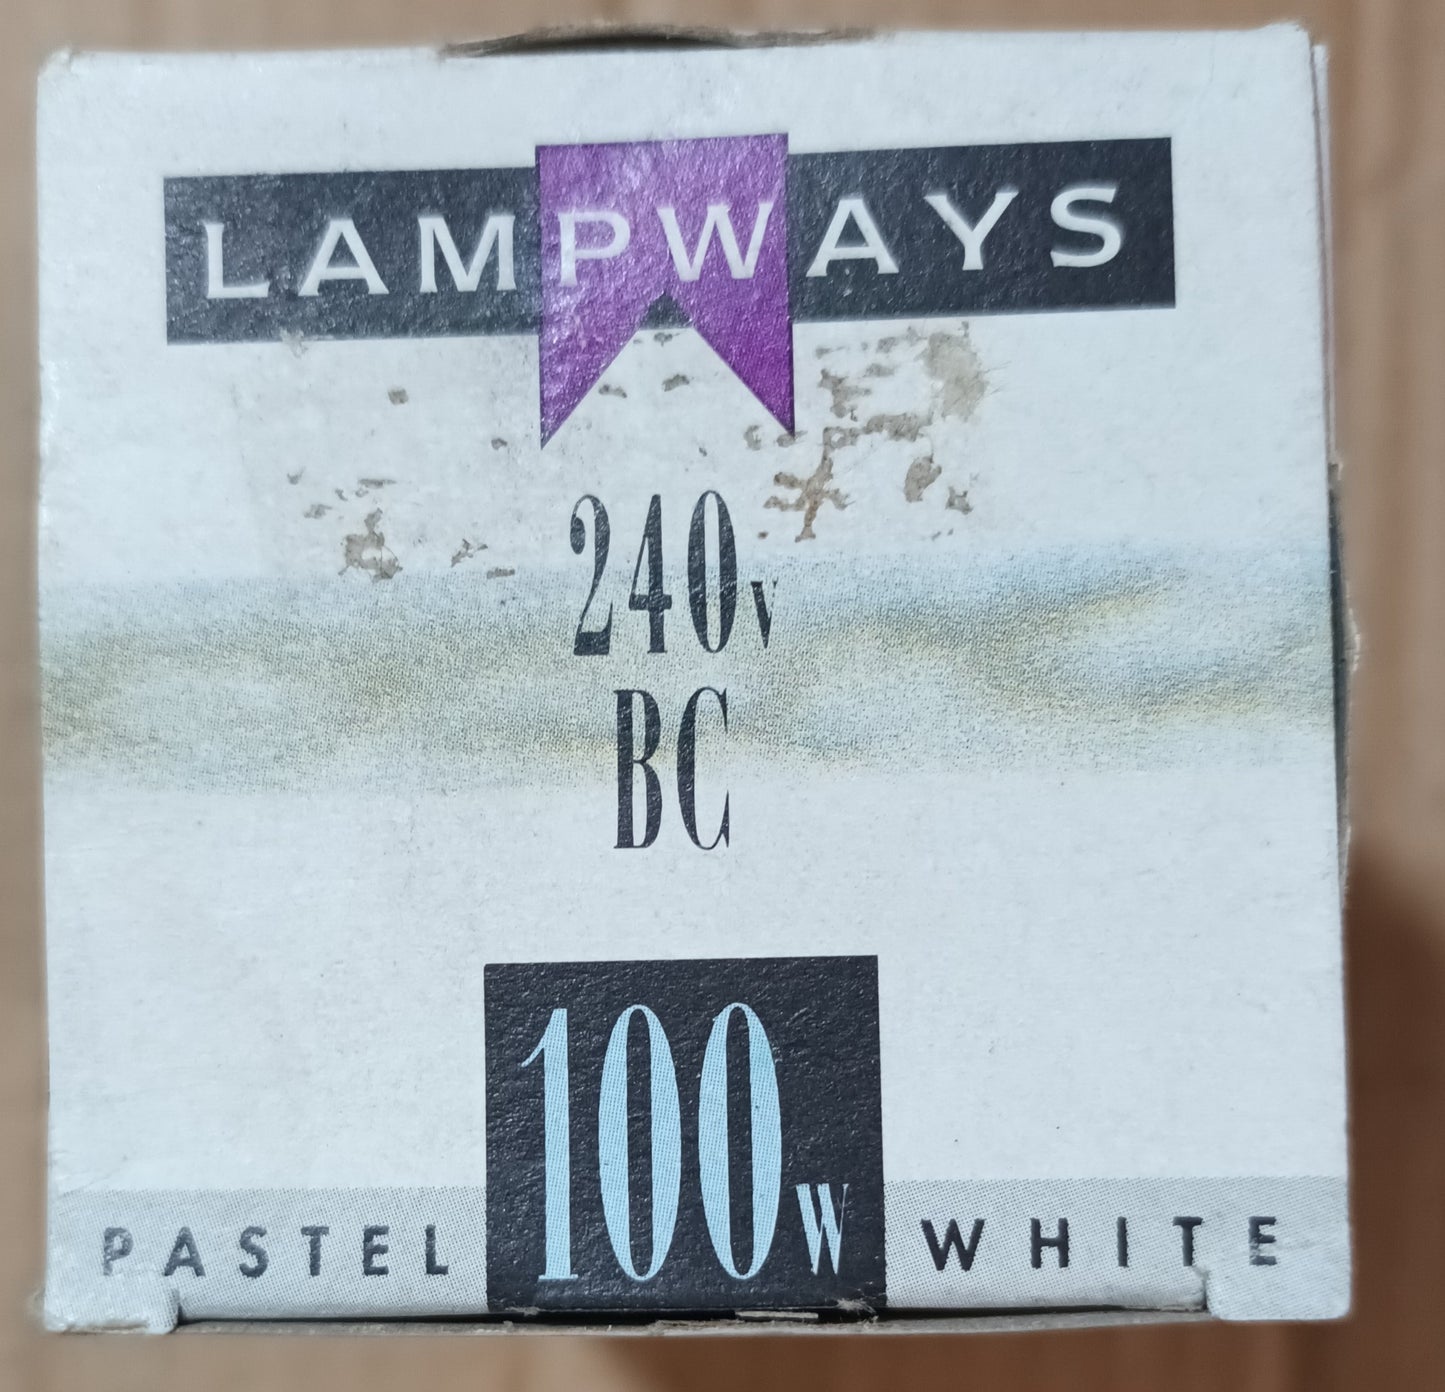 LAMPWAYS
240v
BC
100W
PASTEL WHITE